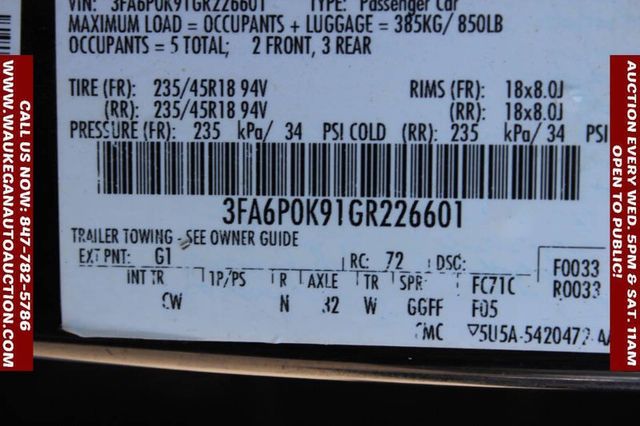 VIN: 3FA6P0K91GR226601 TYPE: Passenger Car
MAXIMUM LOAD = OCCUPANTS + LUGGAGE = 385KG/ 850LB
OCCUPANTS = 5 TOTAL; 2 FRONT, 3 REAR
TIRE (FR): 235/45R18 94V RIMS (FR): 18x8.0J
(RR): 235/45R18 94V (RR): 18x8.0J
PRESSURE (FR): 235 kPa/ 34 PSI COLD (RR): 235 kPa/ 34 PSI
3FA6P0K91GR226601
TRAILER TOWING - SEE OWNER GUIDE
EXT PNT: G1 RC: 72 DSO: F0033
INT TR 1P/PS R AXLE TR SPR FC71C R0033
CW N 32 W GGFF F05
5U5A-5420472-AA
CALL US NOW: 847-782-5786
WWW.WAUKEGANAUTOAUCTION.COM
AUCTION EVERY WED. 5PM & SAT. 11AM
OPEN TO PUBLIC!